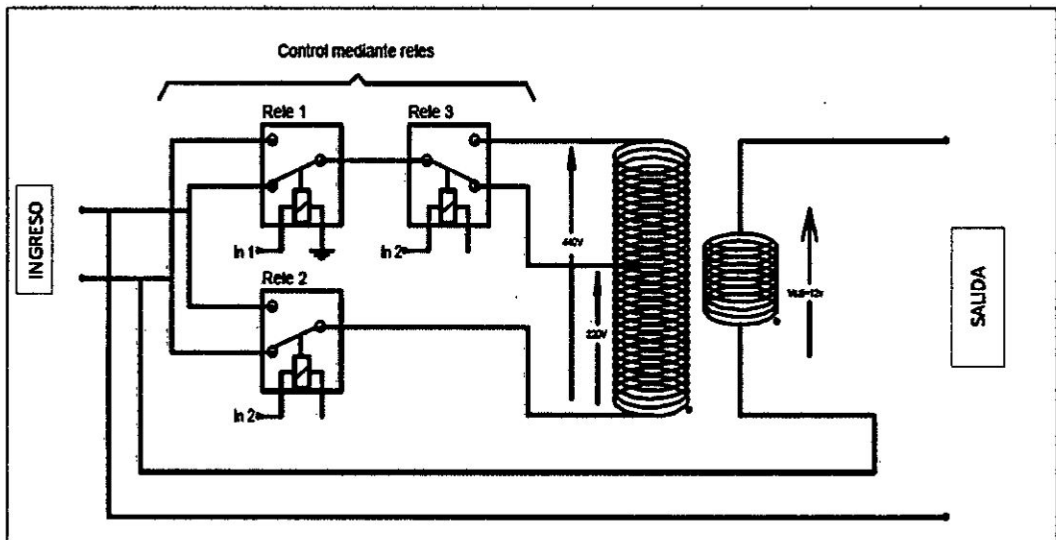 Control mediante reles
Rele 1
Rele 3
INGRESO
In 1
In 2
Rele 2
In 2
440V
220V
SALIDA